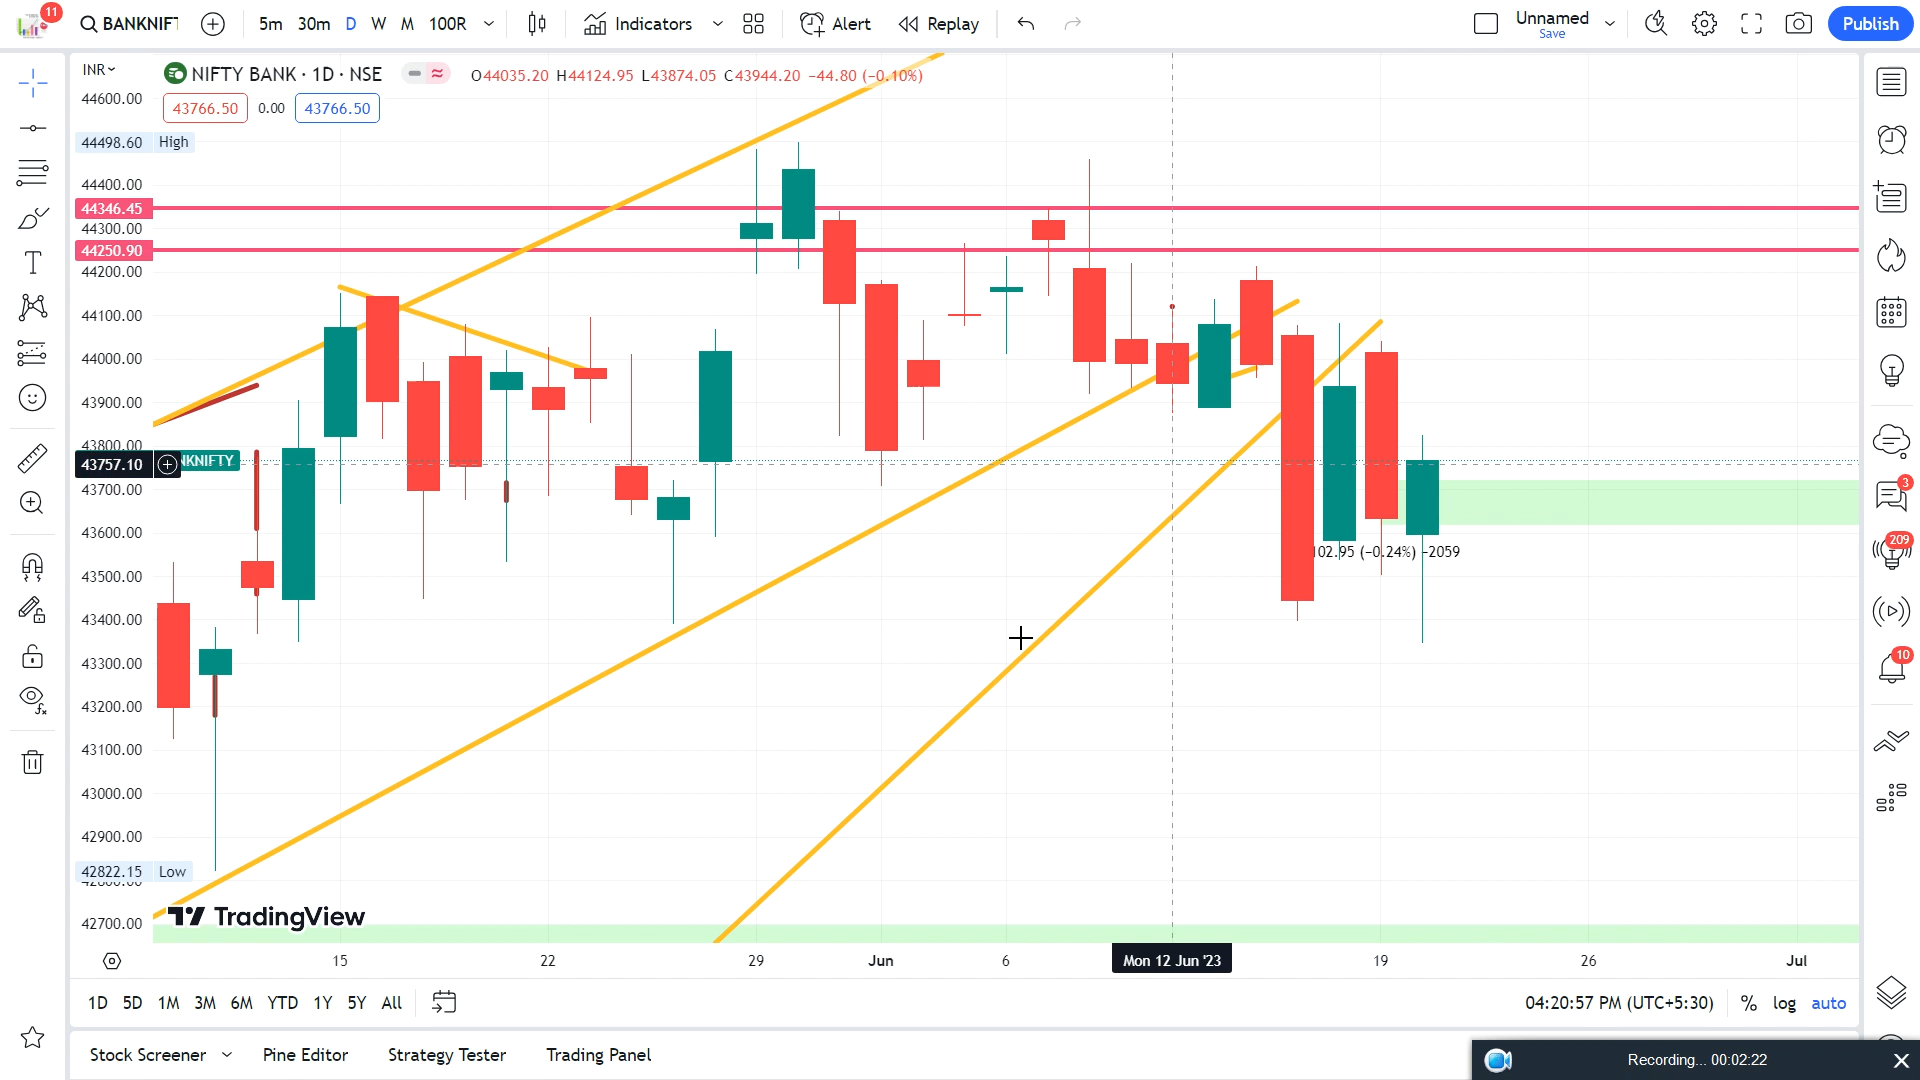 11
BANKNIFT
5m 30m D W M 100R
Indicators
Alert
Replay
Unnamed
Save
Publish
INR
NIFTY BANK · 1D · NSE
O44035.20 H44124.95 L43874.05 C43944.20 −44.80 (−0.10%)
43766.50 0.00 43766.50
44600.00
44498.60 High
44400.00
44346.45
44300.00
44250.90
44200.00
44100.00
44000.00
43900.00
43800.00
43757.10
NKNIFTY
43700.00
43600.00
43500.00
43400.00
43300.00
43200.00
43100.00
43000.00
42900.00
42822.15 Low
42800.00
42700.00
102.95 (−0.24%) −2059
TradingView
15 22 29 Jun 6 Mon 12 Jun '23 19 26 Jul
3
209
10
1D 5D 1M 3M 6M YTD 1Y 5Y All
04:20:57 PM (UTC+5:30) % log auto
Stock Screener Pine Editor Strategy Tester Trading Panel
Recording... 00:02:22